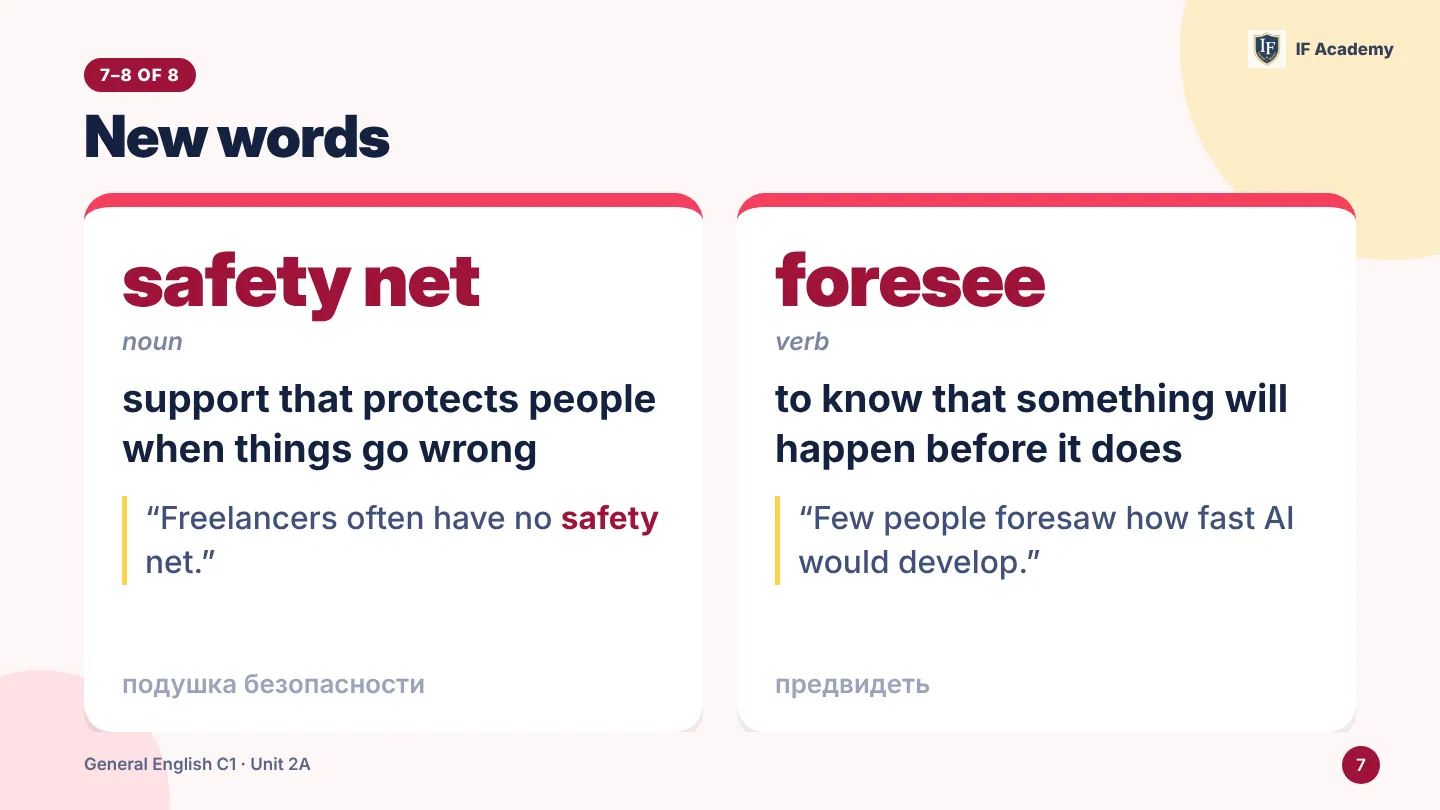 IF
IF Academy
7–8 OF 8
New words
safety net
noun
support that protects people
when things go wrong
“Freelancers often have no safety
net.”
подушка безопасности
foresee
verb
to know that something will
happen before it does
“Few people foresaw how fast AI
would develop.”
предвидеть
General English C1 · Unit 2A
7